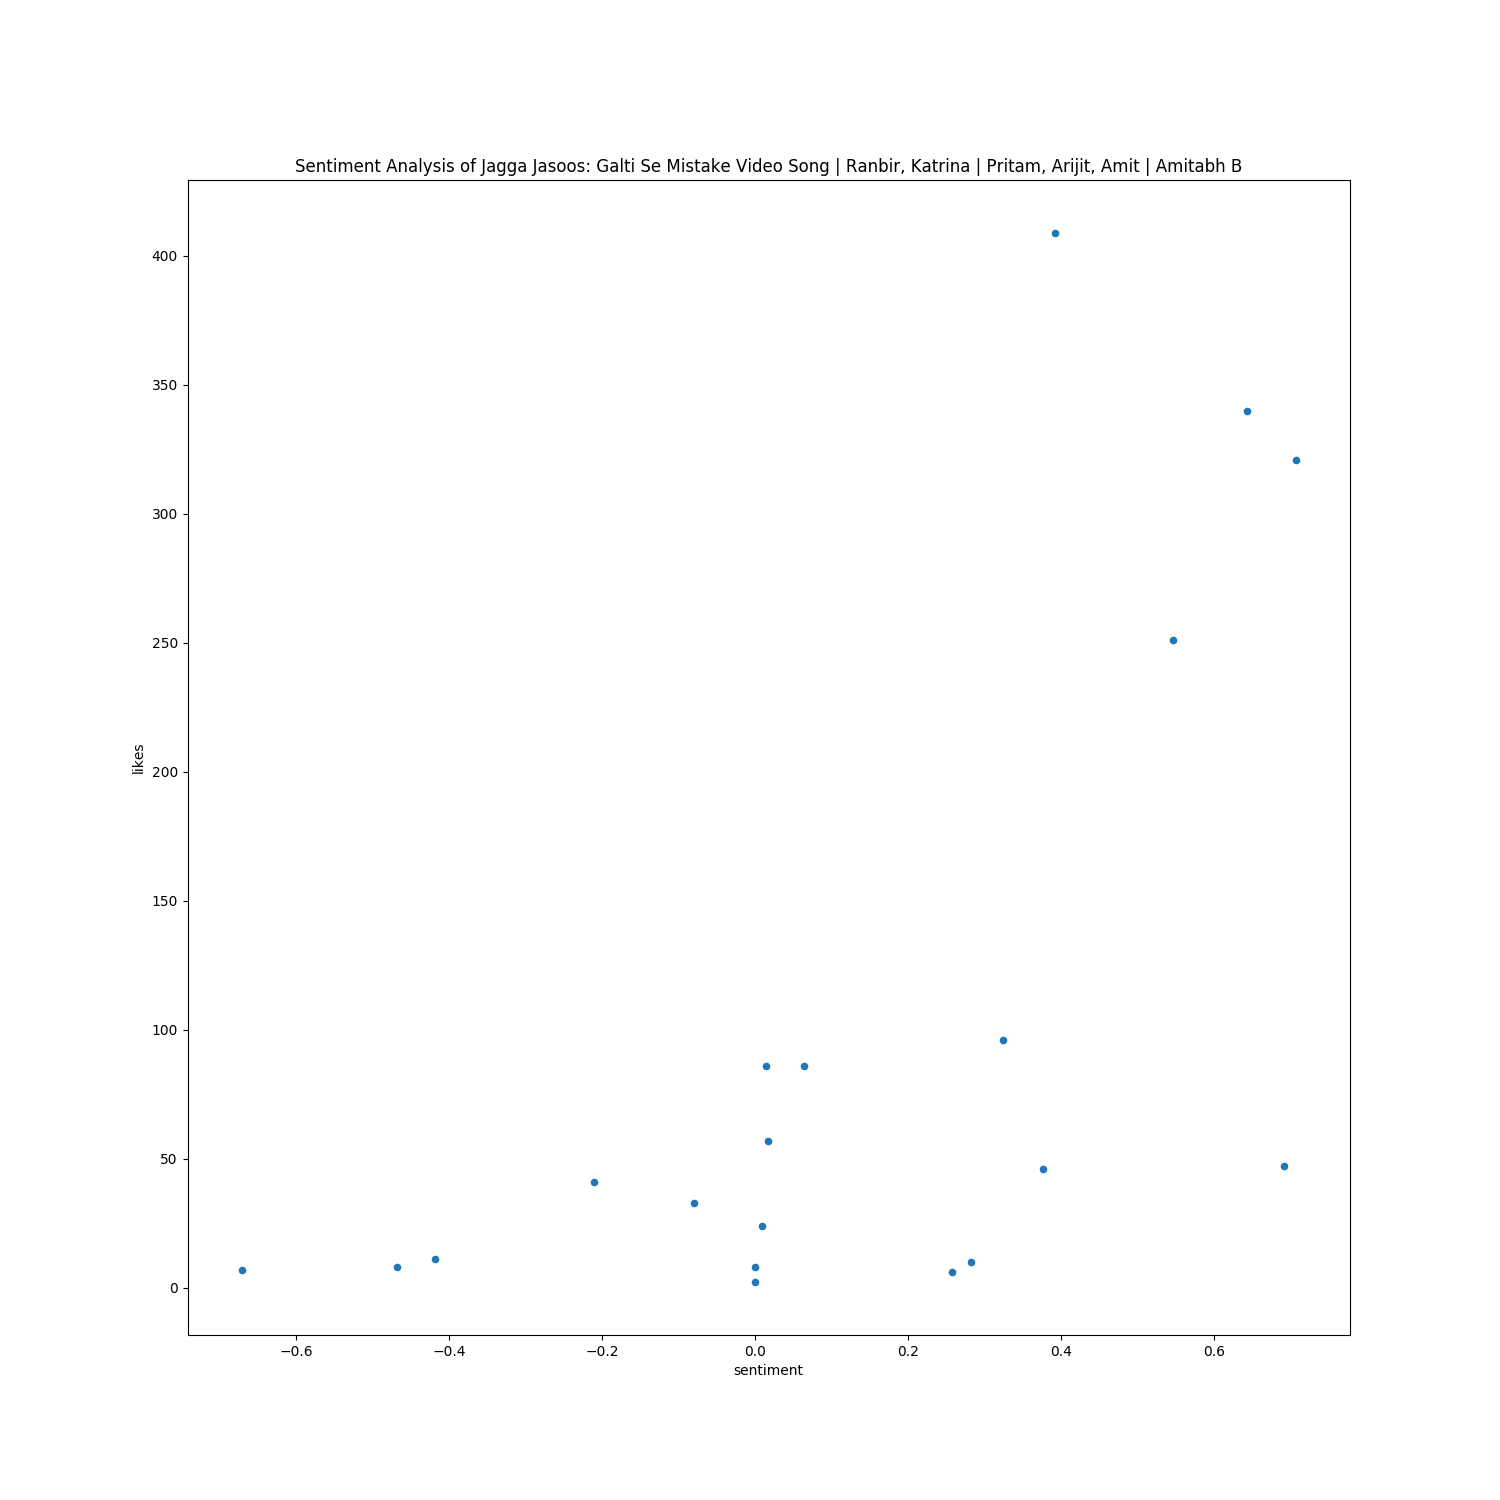 Sentiment Analysis of Jagga Jasoos: Galti Se Mistake Video Song | Ranbir, Katrina | Pritam, Arijit, Amit | Amitabh B
400
350
300
250
likes
200
150
100
50
0
−0.6 −0.4 −0.2 0.0 0.2 0.4 0.6
sentiment